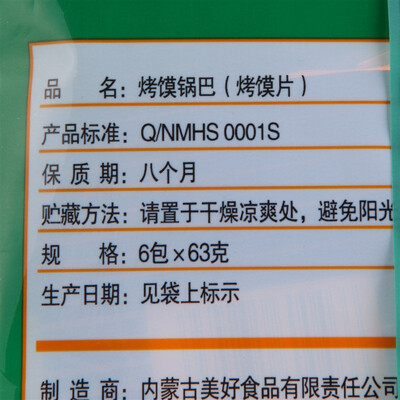 品 名：烤馍锅巴（烤馍片）
产品标准：Q/NMHS 0001S
保 质 期：八个月
贮藏方法：请置于干燥凉爽处，避免阳光
规 格：6包×63克
生产日期：见袋上标示
制 造 商：内蒙古美好食品有限责任公